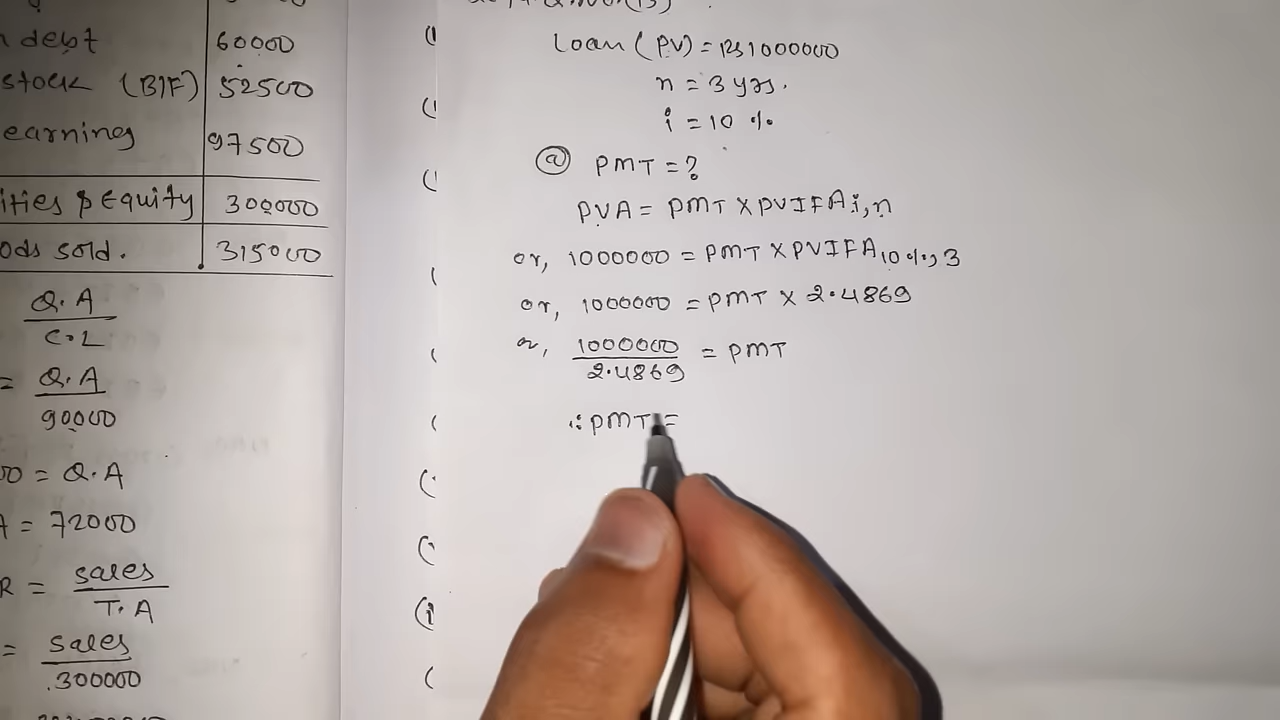 debt 60000
stock (BIF) 52500
earning 97500
ities & Equity 300000
ods sold. 315000
Q.A
C.L
= Q.A
90000
= Q.A
= 72000
R = sales
T.A
= sales
300000
Loan (PV) = Rs1000000
n = 3 yrs.
i = 10 %
(a) PMT = ?
PVA = PMT X PVIFA i,n
or, 1000000 = PMT X PVIFA 10%, 3
or, 1000000 = PMT X 2.4869
or, 1000000 = PMT
2.4869
∴ PMT =